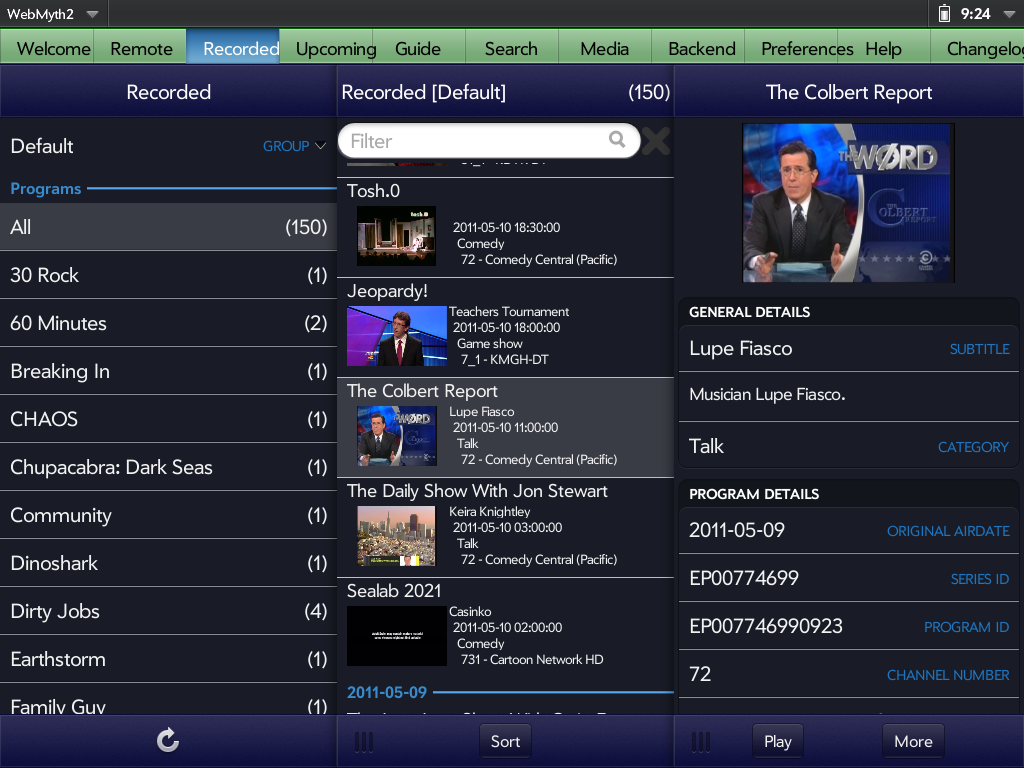 WebMyth2
9:24
Welcome Remote Recorded Upcoming Guide Search Media Backend Preferences Help Changelog
Recorded
Default GROUP
Programs
All (150)
30 Rock (1)
60 Minutes (2)
Breaking In (1)
CHAOS (1)
Chupacabra: Dark Seas (1)
Community (1)
Dinoshark (1)
Dirty Jobs (4)
Earthstorm (1)
Family Guy (1)
Recorded [Default] (150)
Filter
Tosh.0
2011-05-10 18:30:00
Comedy
72 - Comedy Central (Pacific)
Jeopardy!
Teachers Tournament
2011-05-10 18:00:00
Game show
7_1 - KMGH-DT
The Colbert Report
Lupe Fiasco
2011-05-10 11:00:00
Talk
72 - Comedy Central (Pacific)
The Daily Show With Jon Stewart
Keira Knightley
2011-05-10 03:00:00
Talk
72 - Comedy Central (Pacific)
Sealab 2021
Casinko
2011-05-10 02:00:00
Comedy
731 - Cartoon Network HD
2011-05-09
Sort
The Colbert Report
THE WØRD
THE COLBERT REPORT
GENERAL DETAILS
Lupe Fiasco SUBTITLE
Musician Lupe Fiasco.
Talk CATEGORY
PROGRAM DETAILS
2011-05-09 ORIGINAL AIRDATE
EP00774699 SERIES ID
EP007746990923 PROGRAM ID
72 CHANNEL NUMBER
Play More